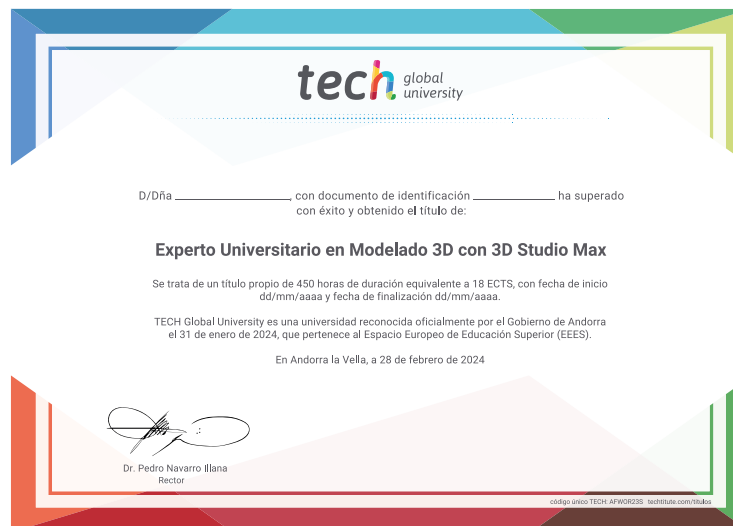 tech global university
D/Dña ____________________, con documento de identificación ______________ ha superado
con éxito y obtenido el título de:
Experto Universitario en Modelado 3D con 3D Studio Max
Se trata de un título propio de 450 horas de duración equivalente a 18 ECTS, con fecha de inicio
dd/mm/aaaa y fecha de finalización dd/mm/aaaa.
TECH Global University es una universidad reconocida oficialmente por el Gobierno de Andorra
el 31 de enero de 2024, que pertenece al Espacio Europeo de Educación Superior (EEES).
En Andorra la Vella, a 28 de febrero de 2024
Dr. Pedro Navarro Illana
Rector
código único TECH: AFWOR23S techtitute.com/titulos